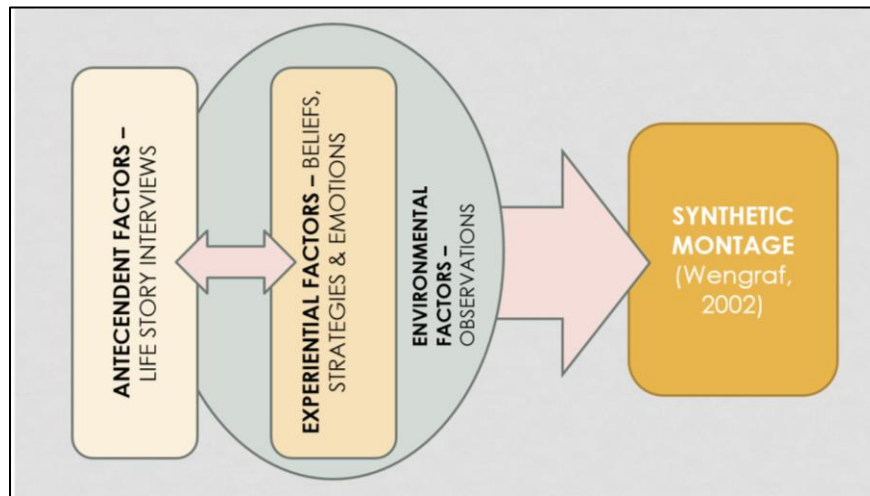 ANTECENDENT FACTORS –
LIFE STORY INTERVIEWS
EXPERIENTIAL FACTORS – BELIEFS,
STRATEGIES & EMOTIONS
ENVIRONMENTAL
FACTORS –
OBSERVATIONS
SYNTHETIC
MONTAGE
(Wengraf,
2002)